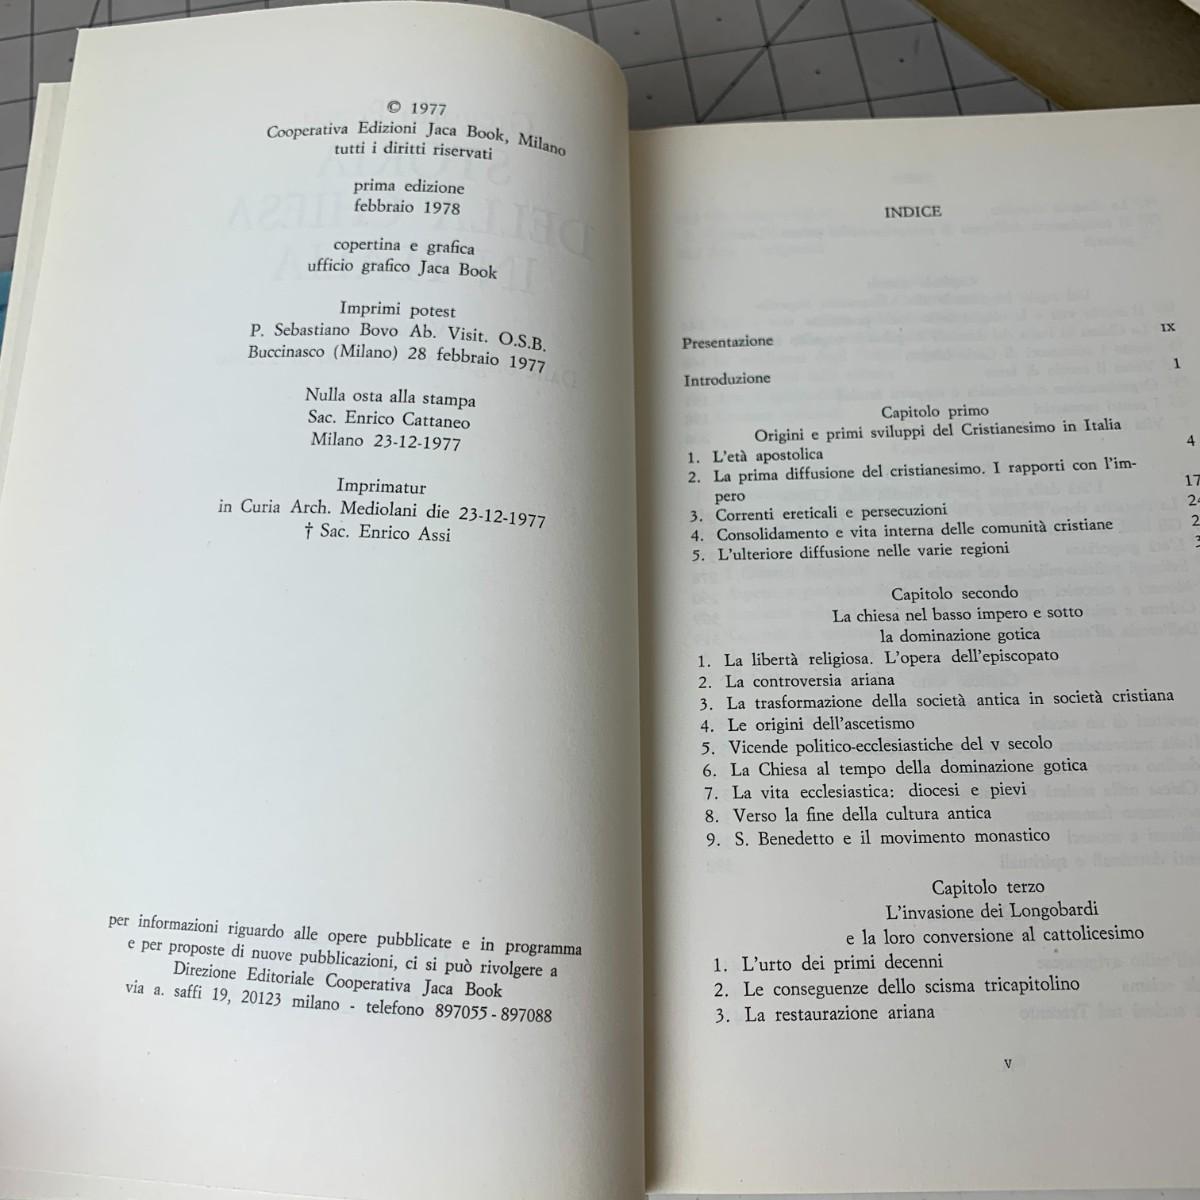 © 1977
Cooperativa Edizioni Jaca Book, Milano
tutti i diritti riservati
prima edizione
febbraio 1978
copertina e grafica
ufficio grafico Jaca Book
Imprimi potest
P. Sebastiano Bovo Ab. Visit. O.S.B.
Buccinasco (Milano) 28 febbraio 1977
Nulla osta alla stampa
Sac. Enrico Cattaneo
Milano 23-12-1977
Imprimatur
in Curia Arch. Mediolani die 23-12-1977
† Sac. Enrico Assi
per informazioni riguardo alle opere pubblicate e in programma
e per proposte di nuove pubblicazioni, ci si può rivolgere a
Direzione Editoriale Cooperativa Jaca Book
via a. saffi 19, 20123 milano - telefono 897055 - 897088
INDICE
Presentazione IX
Introduzione 1
Capitolo primo
Origini e primi sviluppi del Cristianesimo in Italia
1. L'età apostolica 4
2. La prima diffusione del cristianesimo. I rapporti con l'im-
pero 17
3. Correnti ereticali e persecuzioni
4. Consolidamento e vita interna delle comunità cristiane
5. L'ulteriore diffusione nelle varie regioni
Capitolo secondo
La chiesa nel basso impero e sotto
la dominazione gotica
1. La libertà religiosa. L'opera dell'episcopato
2. La controversia ariana
3. La trasformazione della società antica in società cristiana
4. Le origini dell'ascetismo
5. Vicende politico-ecclesiastiche del V secolo
6. La Chiesa al tempo della dominazione gotica
7. La vita ecclesiastica: diocesi e pievi
8. Verso la fine della cultura antica
9. S. Benedetto e il movimento monastico
Capitolo terzo
L'invasione dei Longobardi
e la loro conversione al cattolicesimo
1. L'urto dei primi decenni
2. Le conseguenze dello scisma tricapitolino
3. La restaurazione ariana
V